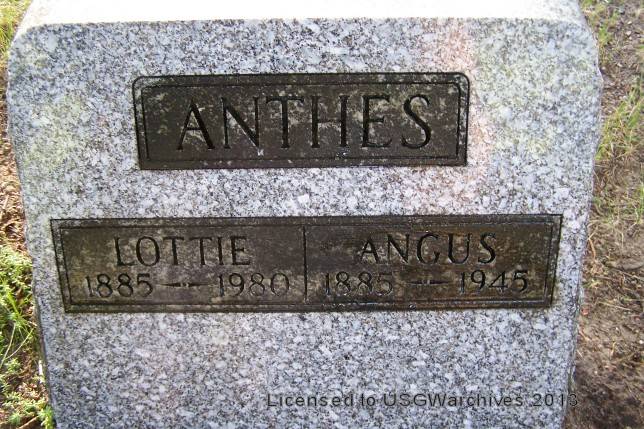 ANTHES
LOTTIE ANGUS
1885 — 1980 1885 — 1945
Licensed to USGWarchives 2013